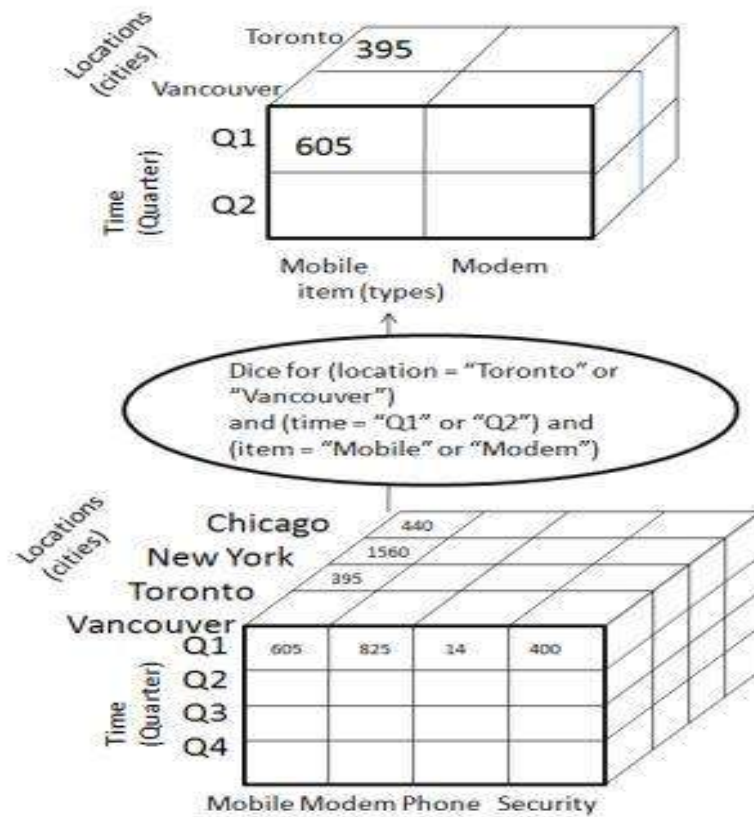 Locations
(cities)
Toronto
395
Vancouver
Time
(Quarter)
Q1
605
Q2
Mobile Modem
item (types)
Dice for (location = “Toronto” or
“Vancouver”)
and (time = “Q1” or “Q2”) and
(item = “Mobile” or “Modem”)
Locations
(cities)
Chicago 440
New York 1560
Toronto 395
Vancouver
Time
(Quarter)
Q1 605 825 14 400
Q2
Q3
Q4
Mobile Modem Phone Security